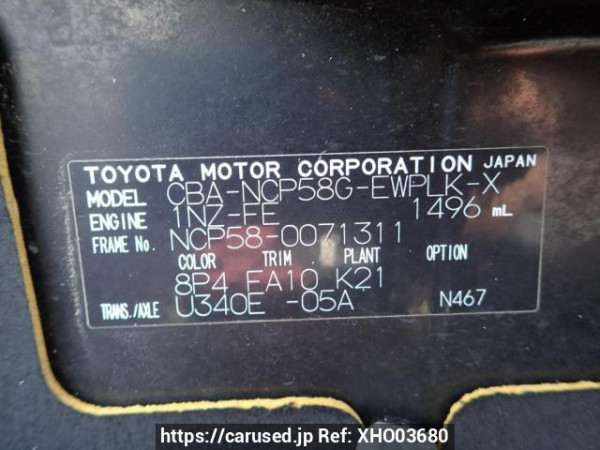 TOYOTA MOTOR CORPORATION JAPAN
MODEL CBA-NCP58G-EWPLK-X
ENGINE 1NZ-FE 1496 mL
FRAME No. NCP58-0071311
COLOR TRIM PLANT OPTION
8P4 EA10 K21
TRANS./AXLE U340E -05A N467
https://carused.jp Ref: XHO03680